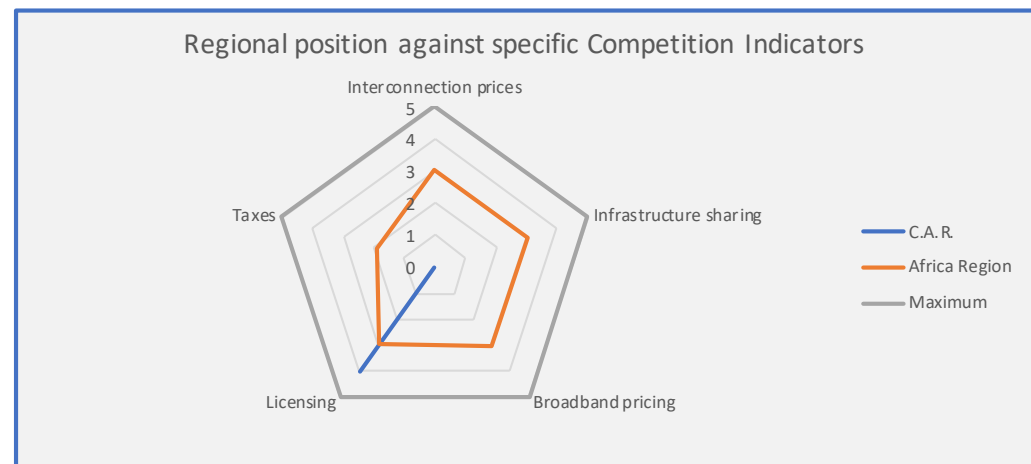 Regional position against specific Competition Indicators
Interconnection prices
5
4
3
2
1
0
Taxes
Infrastructure sharing
Licensing
Broadband pricing
C.A.R.
Africa Region
Maximum